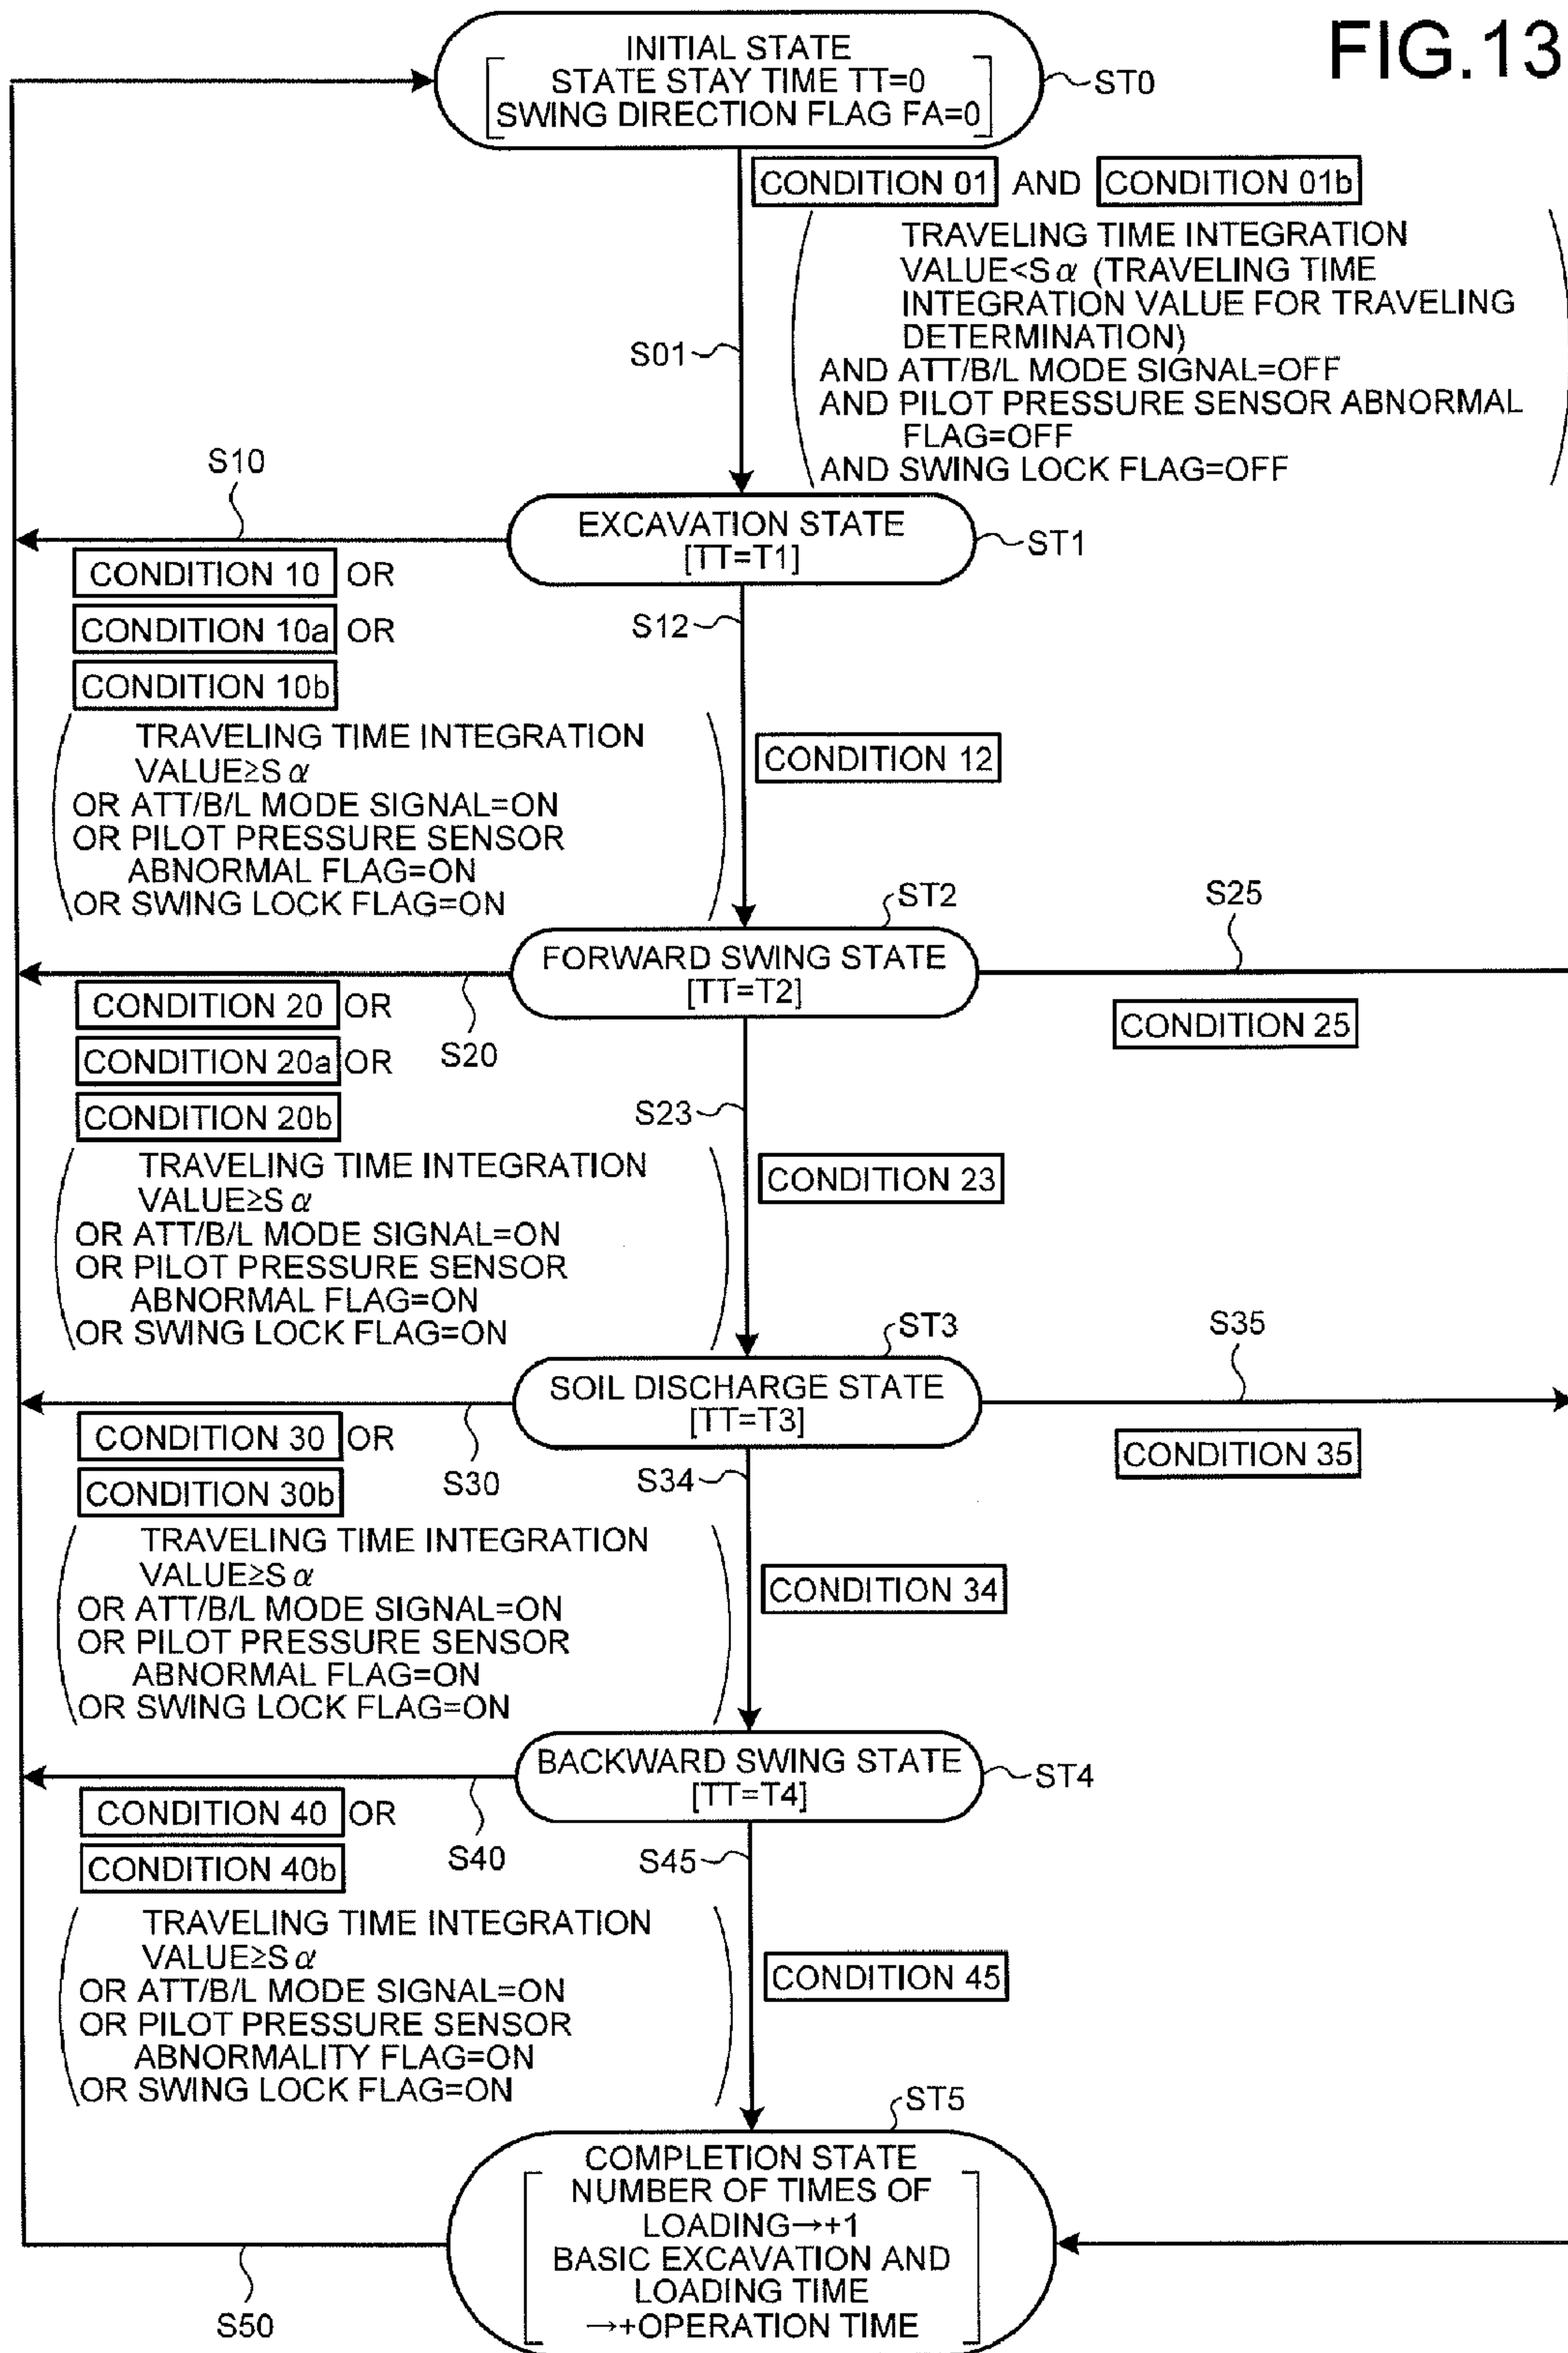 FIG.13
INITIAL STATE
STATE STAY TIME TT=0
SWING DIRECTION FLAG FA=0
ST0
CONDITION 01 AND CONDITION 01b
TRAVELING TIME INTEGRATION
VALUE<Sα (TRAVELING TIME
INTEGRATION VALUE FOR TRAVELING
DETERMINATION)
AND ATT/B/L MODE SIGNAL=OFF
AND PILOT PRESSURE SENSOR ABNORMAL
FLAG=OFF
AND SWING LOCK FLAG=OFF
S01
S10
EXCAVATION STATE
[TT=T1]
ST1
CONDITION 10 OR
CONDITION 10a OR
CONDITION 10b
TRAVELING TIME INTEGRATION
VALUE≥Sα
OR ATT/B/L MODE SIGNAL=ON
OR PILOT PRESSURE SENSOR
ABNORMAL FLAG=ON
OR SWING LOCK FLAG=ON
S12
CONDITION 12
ST2
S25
FORWARD SWING STATE
[TT=T2]
CONDITION 25
CONDITION 20 OR
CONDITION 20a OR
CONDITION 20b
S20
TRAVELING TIME INTEGRATION
VALUE≥Sα
OR ATT/B/L MODE SIGNAL=ON
OR PILOT PRESSURE SENSOR
ABNORMAL FLAG=ON
OR SWING LOCK FLAG=ON
S23
CONDITION 23
ST3
S35
SOIL DISCHARGE STATE
[TT=T3]
CONDITION 35
CONDITION 30 OR
CONDITION 30b
S30
TRAVELING TIME INTEGRATION
VALUE≥Sα
OR ATT/B/L MODE SIGNAL=ON
OR PILOT PRESSURE SENSOR
ABNORMAL FLAG=ON
OR SWING LOCK FLAG=ON
S34
CONDITION 34
BACKWARD SWING STATE
[TT=T4]
ST4
CONDITION 40 OR
CONDITION 40b
S40
TRAVELING TIME INTEGRATION
VALUE≥Sα
OR ATT/B/L MODE SIGNAL=ON
OR PILOT PRESSURE SENSOR
ABNORMALITY FLAG=ON
OR SWING LOCK FLAG=ON
S45
CONDITION 45
ST5
COMPLETION STATE
NUMBER OF TIMES OF
LOADING→+1
BASIC EXCAVATION AND
LOADING TIME
→+OPERATION TIME
S50